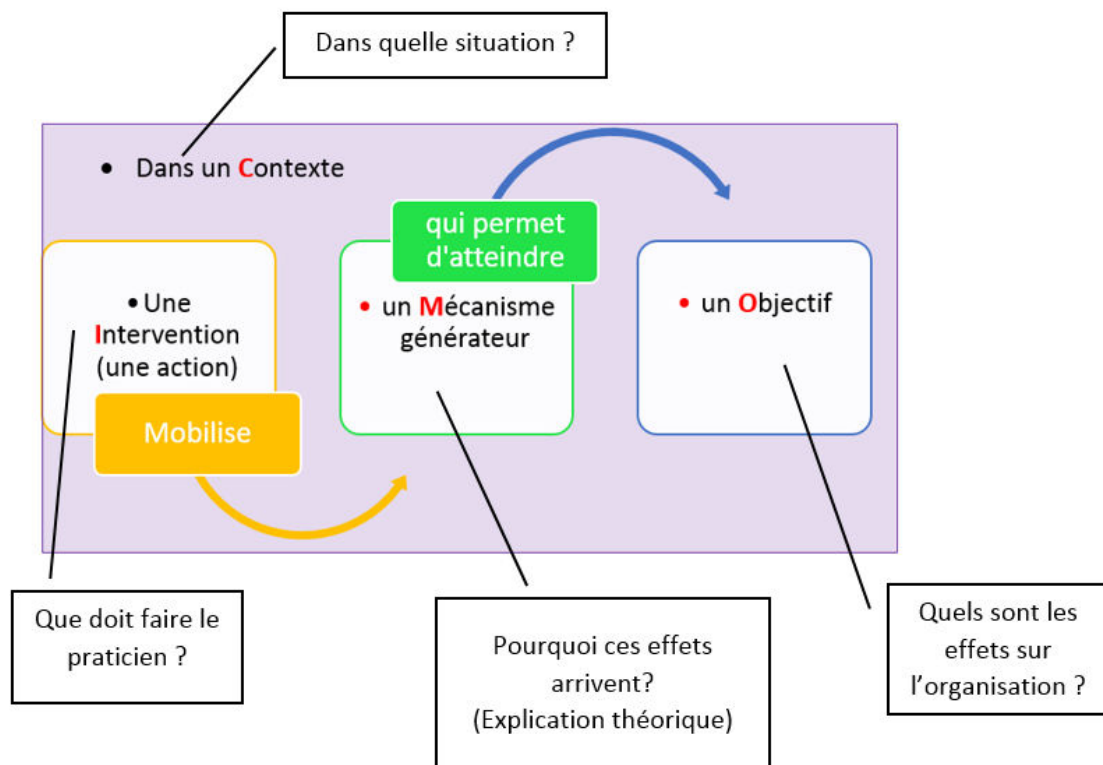 Dans quelle situation ?
• Dans un Contexte
qui permet
d'atteindre
•Une
Intervention
(une action)
• un Mécanisme
générateur
• un Objectif
Mobilise
Que doit faire le
praticien ?
Pourquoi ces effets
arrivent?
(Explication théorique)
Quels sont les
effets sur
l’organisation ?